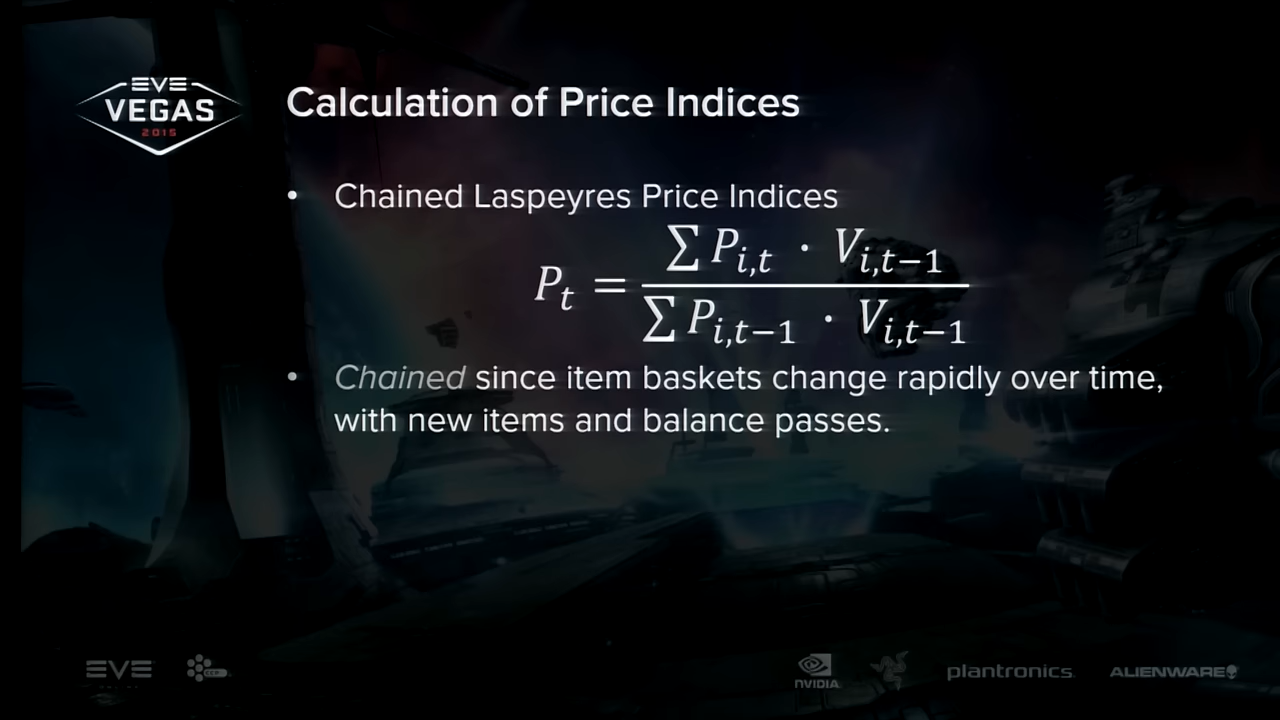 EVE
VEGAS
2015
Calculation of Price Indices
• Chained Laspeyres Price Indices
P_t = (∑ P_{i,t} · V_{i,t−1}) / (∑ P_{i,t−1} · V_{i,t−1})
• Chained since item baskets change rapidly over time,
with new items and balance passes.
EVE
CCP
NVIDIA
plantronics
ALIENWARE